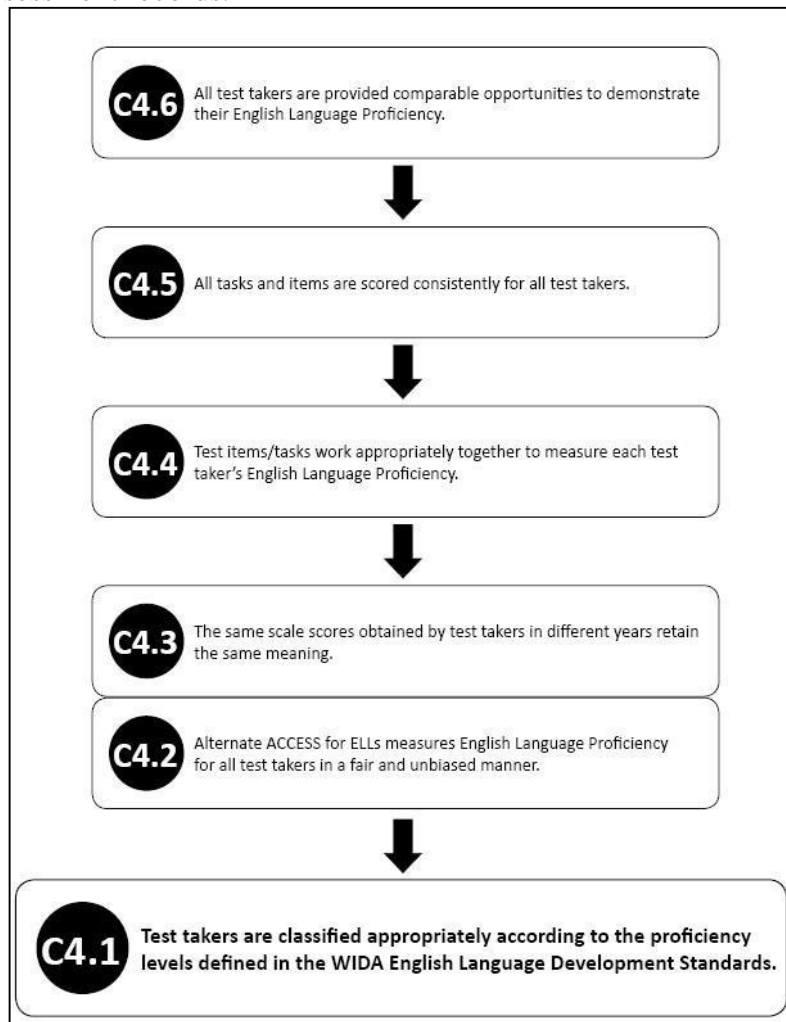 C4.6
All test takers are provided comparable opportunities to demonstrate
their English Language Proficiency.
C4.5
All tasks and items are scored consistently for all test takers.
C4.4
Test items/tasks work appropriately together to measure each test
taker's English Language Proficiency.
C4.3
The same scale scores obtained by test takers in different years retain
the same meaning.
C4.2
Alternate ACCESS for ELLs measures English Language Proficiency
for all test takers in a fair and unbiased manner.
C4.1
Test takers are classified appropriately according to the proficiency
levels defined in the WIDA English Language Development Standards.